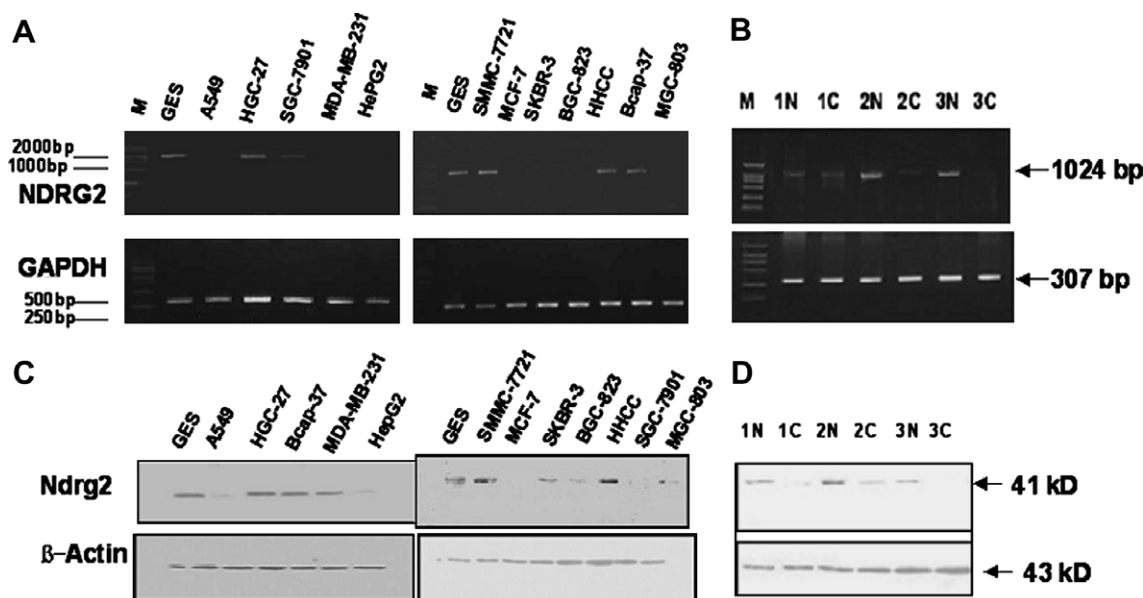 A
M GES A549 HGC-27 SGC-7901 MDA-MB-231 HePG2
M GES SMMC-7721 MCF-7 SKBR-3 BGC-823 HHCC Bcap-37 MGC-803
2000bp
1000bp
NDRG2
GAPDH
500bp
250bp
B
M 1N 1C 2N 2C 3N 3C
1024 bp
307 bp
C
GES A549 HGC-27 Bcap-37 MDA-MB-231 HepG2
GES SMMC-7721 MCF-7 SKBR-3 BGC-823 HHCC SGC-7901 MGC-803
Ndrg2
β-Actin
D
1N 1C 2N 2C 3N 3C
41 kD
43 kD